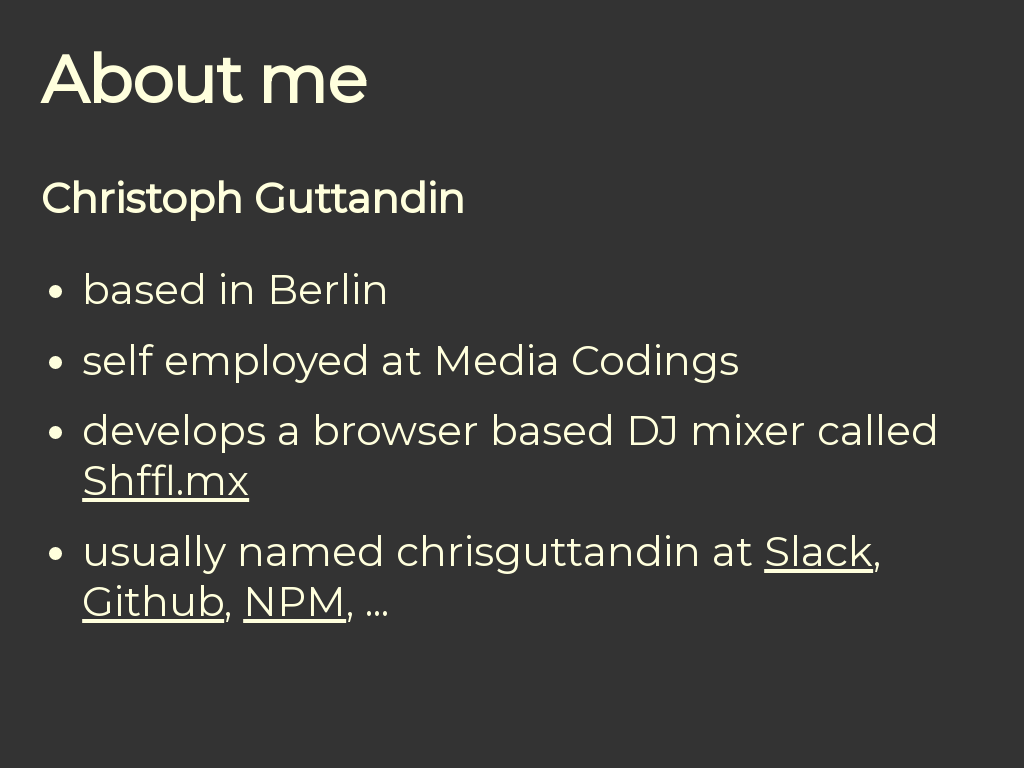 About me
Christoph Guttandin
• based in Berlin
• self employed at Media Codings
• develops a browser based DJ mixer called
Shffl.mx
• usually named chrisguttandin at Slack,
Github, NPM, ...